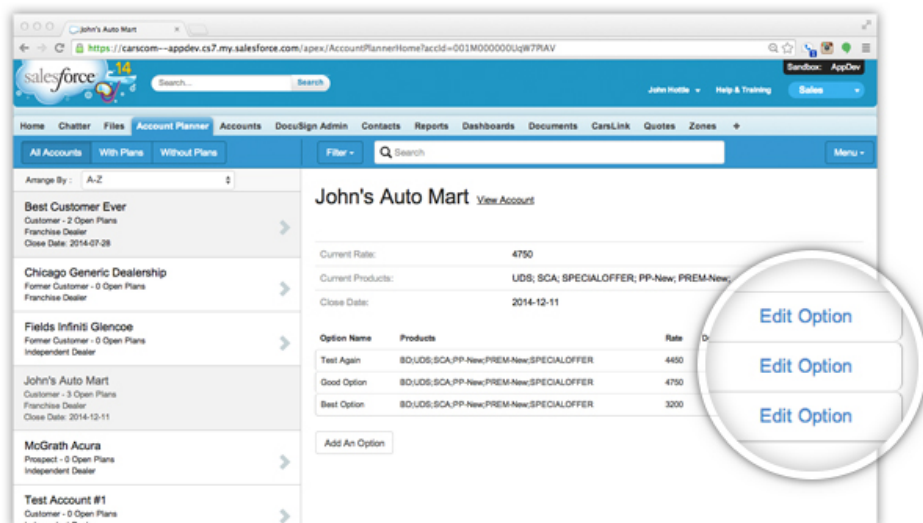 John's Auto Mart
https://carscom--appdev.cs7.my.salesforce.com/apex/AccountPlannerHome?accId=001M000000UqW7PIAV
Sandbox: AppDev
salesforce 14
Search... Search
John Hottle Help & Training Sales
Home Chatter Files Account Planner Accounts DocuSign Admin Contacts Reports Dashboards Documents CarsLink Quotes Zones +
All Accounts With Plans Without Plans Filter Search Menu
Arrange By : A-Z
John's Auto Mart View Account
Best Customer Ever
Customer - 2 Open Plans
Franchise Dealer
Close Date: 2014-07-28
Chicago Generic Dealership
Former Customer - 0 Open Plans
Franchise Dealer
Fields Infiniti Glencoe
Former Customer - 0 Open Plans
Independent Dealer
John's Auto Mart
Customer - 3 Open Plans
Franchise Dealer
Close Date: 2014-12-11
McGrath Acura
Prospect - 0 Open Plans
Independent Dealer
Test Account #1
Customer - 0 Open Plans
Current Rate: 4750
Current Products: UDS; SCA; SPECIALOFFER; PP-New; PREM-New;
Close Date: 2014-12-11
Option Name Products Rate
Test Again BD;UDS;SCA;PP-New;PREM-New;SPECIALOFFER 4450
Good Option BD;UDS;SCA;PP-New;PREM-New;SPECIALOFFER 4750
Best Option BD;UDS;SCA;PP-New;PREM-New;SPECIALOFFER 3200
Add An Option
Edit Option
Edit Option
Edit Option